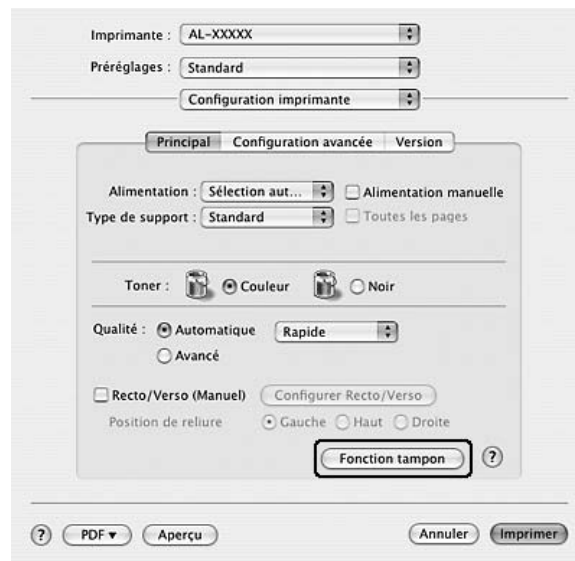 Imprimante : AL-XXXXX
Préréglages : Standard
Configuration imprimante
Principal Configuration avancée Version
Alimentation : Sélection aut... Alimentation manuelle
Type de support : Standard Toutes les pages
Toner : Couleur Noir
Qualité : Automatique Rapide
Avancé
Recto/Verso (Manuel) Configurer Recto/Verso
Position de reliure Gauche Haut Droite
Fonction tampon ?
? PDF ▼ Aperçu Annuler Imprimer